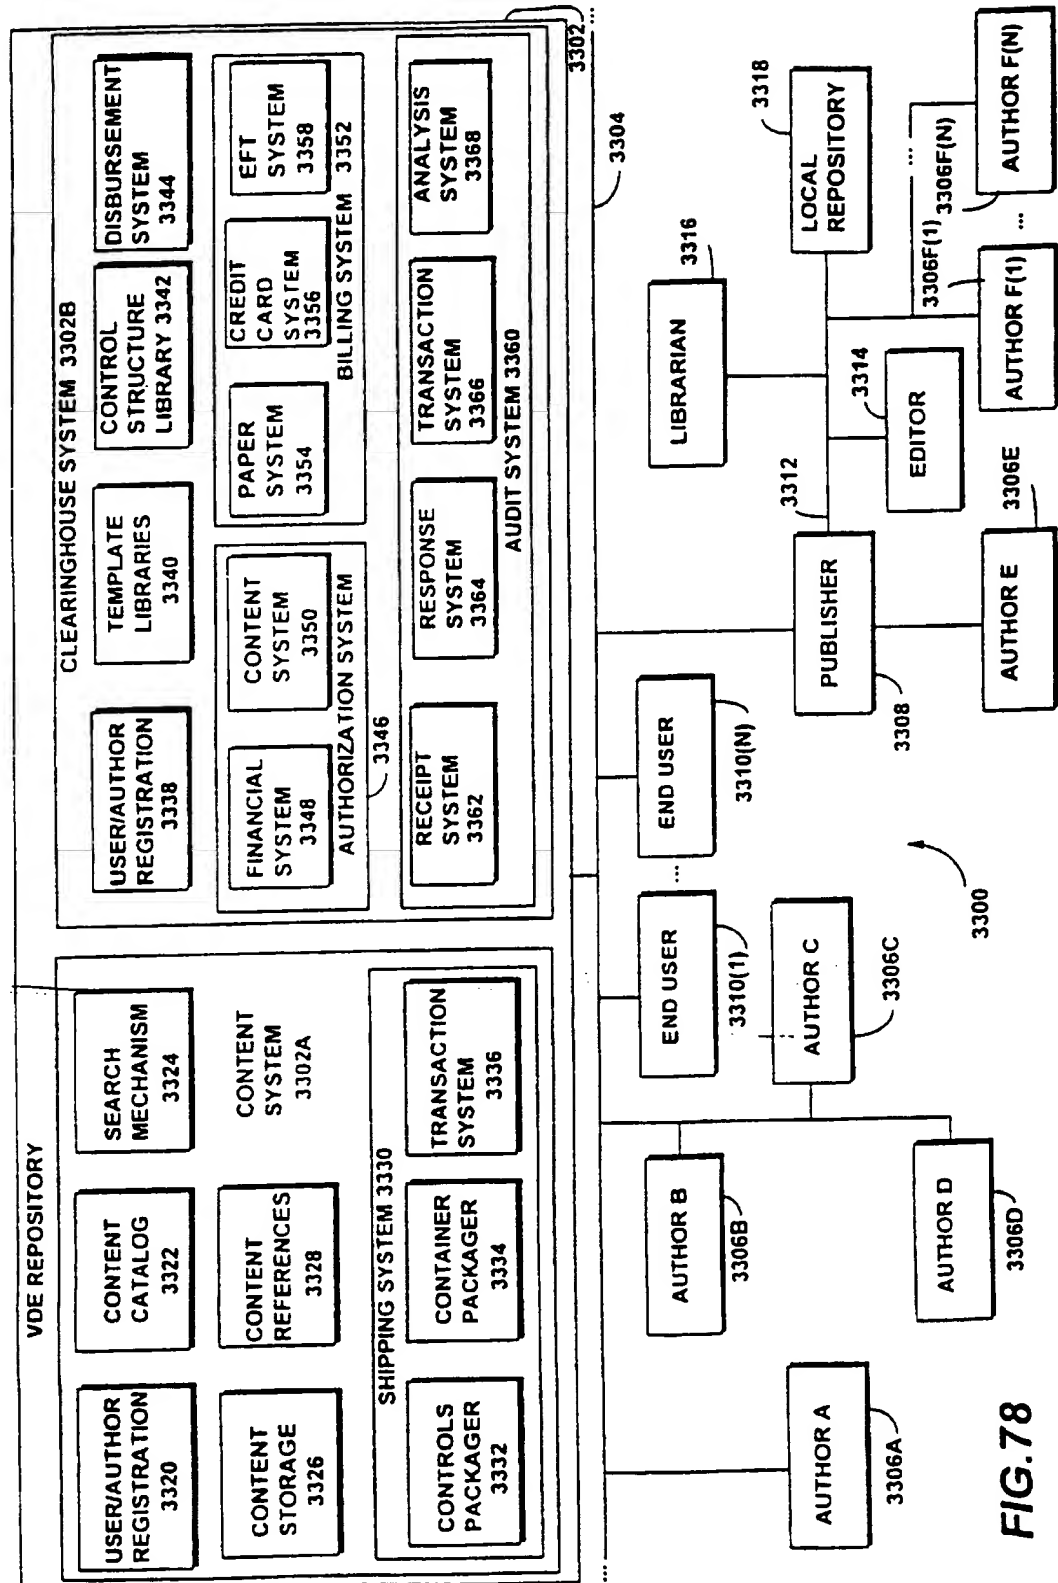 VDE REPOSITORY
USER/AUTHOR
REGISTRATION
3320
CONTENT
CATALOG
3322
SEARCH
MECHANISM
3324
CONTENT
STORAGE
3326
CONTENT
REFERENCES
3328
CONTENT
SYSTEM
3302A
SHIPPING SYSTEM 3330
CONTROLS
PACKAGER
3332
CONTAINER
PACKAGER
3334
TRANSACTION
SYSTEM
3336
CLEARINGHOUSE SYSTEM 3302B
USER/AUTHOR
REGISTRATION
3338
TEMPLATE
LIBRARIES
3340
CONTROL
STRUCTURE
LIBRARY 3342
DISBURSEMENT
SYSTEM
3344
FINANCIAL
SYSTEM
3348
CONTENT
SYSTEM
3350
AUTHORIZATION SYSTEM
3346
PAPER
SYSTEM
3354
CREDIT
CARD
SYSTEM
3356
EFT
SYSTEM
3358
BILLING SYSTEM 3352
RECEIPT
SYSTEM
3362
RESPONSE
SYSTEM
3364
TRANSACTION
SYSTEM
3366
ANALYSIS
SYSTEM
3368
AUDIT SYSTEM 3360
3302
...
...
3304
AUTHOR A
3306A
AUTHOR B
3306B
AUTHOR C
3306C
AUTHOR D
3306D
END USER
3310(1)
...
END USER
3310(N)
3300
PUBLISHER
3308
3312
AUTHOR E
3306E
EDITOR
3314
LIBRARIAN
3316
LOCAL
REPOSITORY
3318
...
3306F(1)
3306F(N)
AUTHOR F(1)
...
AUTHOR F(N)
FIG.78